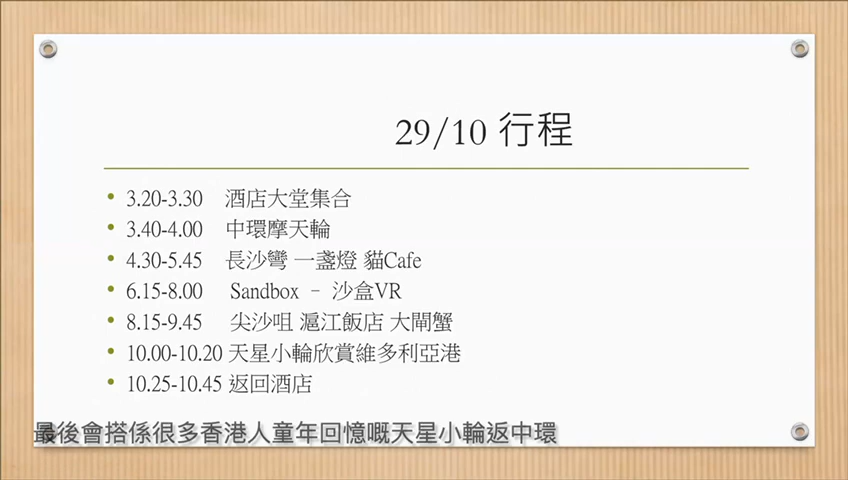 29/10 行程
• 3.20-3.30 酒店大堂集合
• 3.40-4.00 中環摩天輪
• 4.30-5.45 長沙彎 一盞燈 貓Cafe
• 6.15-8.00 Sandbox – 沙盒VR
• 8.15-9.45 尖沙咀 滬江飯店 大閘蟹
• 10.00-10.20 天星小輪欣賞維多利亞港
• 10.25-10.45 返回酒店
最後會搭係很多香港人童年回憶嘅天星小輪返中環